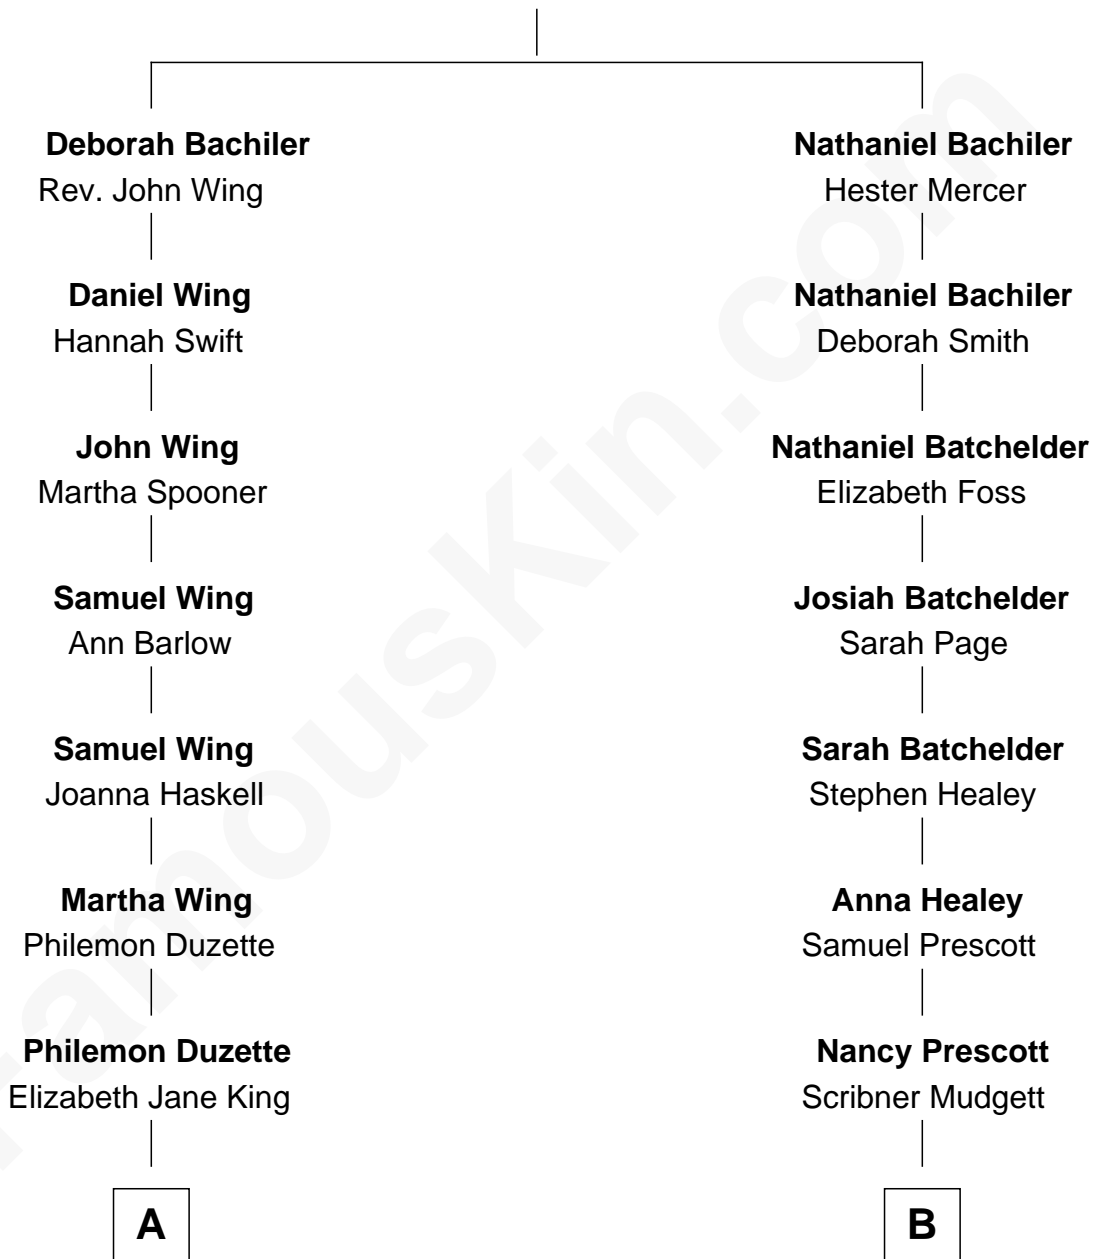 Deborah Bachiler
Rev. John Wing
Nathaniel Bachiler
Hester Mercer
Daniel Wing
Hannah Swift
Nathaniel Bachiler
Deborah Smith
John Wing
Martha Spooner
Nathaniel Batchelder
Elizabeth Foss
Samuel Wing
Ann Barlow
Josiah Batchelder
Sarah Page
Samuel Wing
Joanna Haskell
Sarah Batchelder
Stephen Healey
Martha Wing
Philemon Duzette
Anna Healey
Samuel Prescott
Philemon Duzette
Elizabeth Jane King
Nancy Prescott
Scribner Mudgett
A
B
FamousKin.com